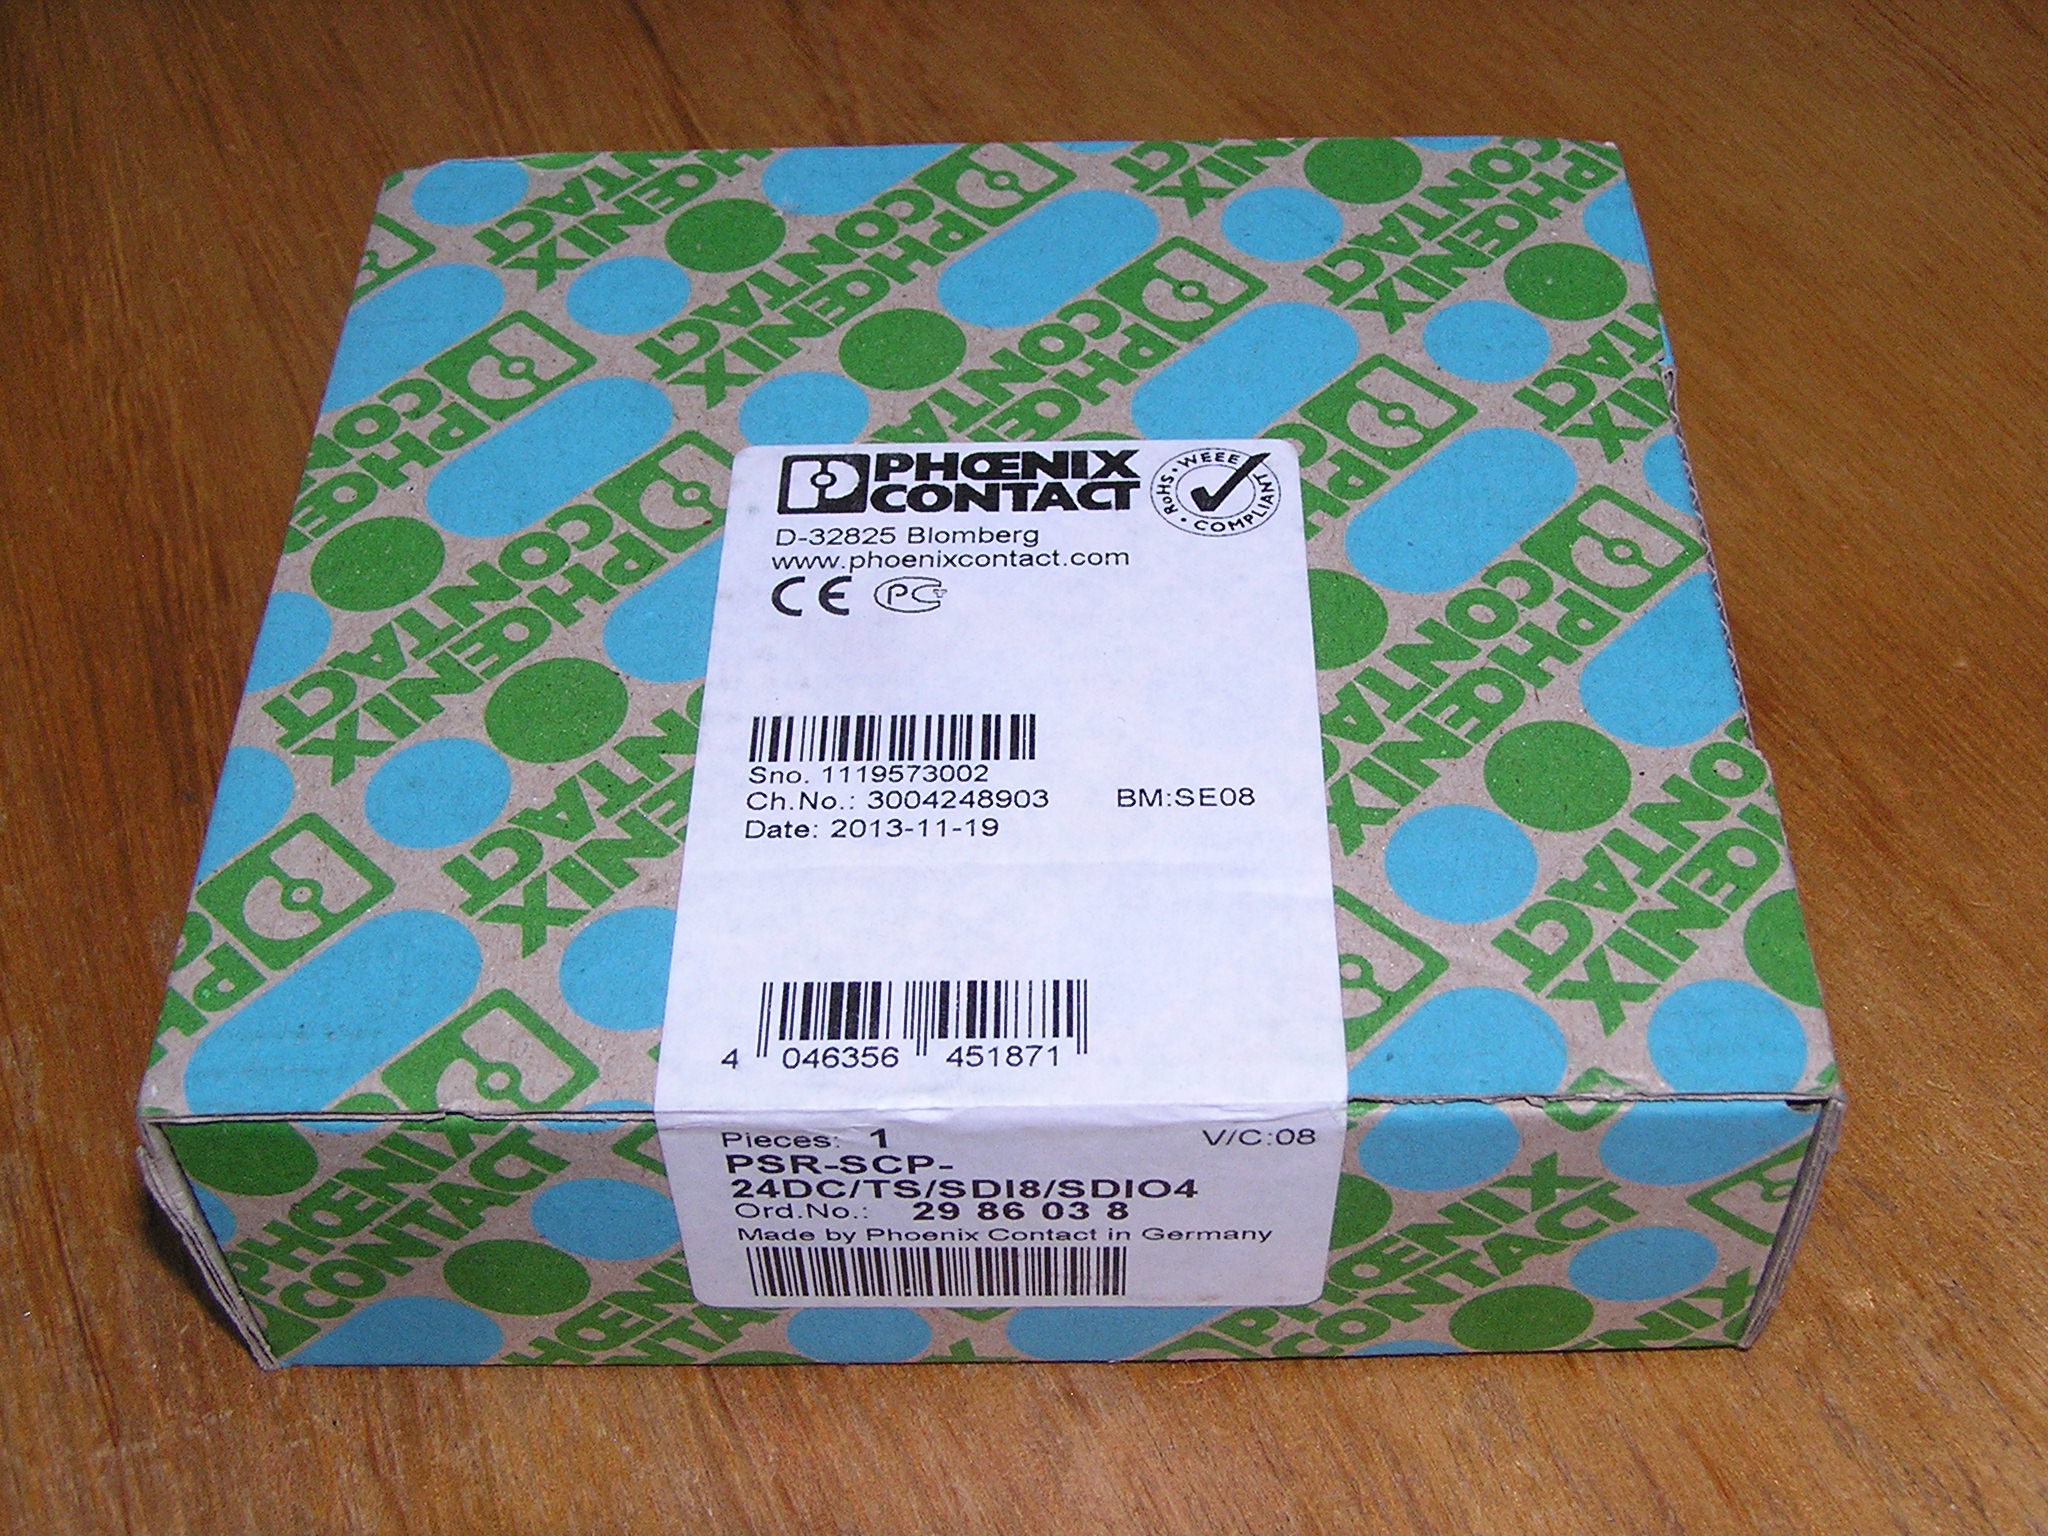 PHŒNIX
CONTACT
WEEE
COMPLIANT
RoHS
D-32825 Blomberg
www.phoenixcontact.com
CE PCT
Sno. 1119573002
Ch.No.: 3004248903 BM:SE08
Date: 2013-11-19
4 046356 451871
Pieces: 1 V/C:08
PSR-SCP-
24DC/TS/SDI8/SDIO4
Ord.No.: 29 86 03 8
Made by Phoenix Contact in Germany